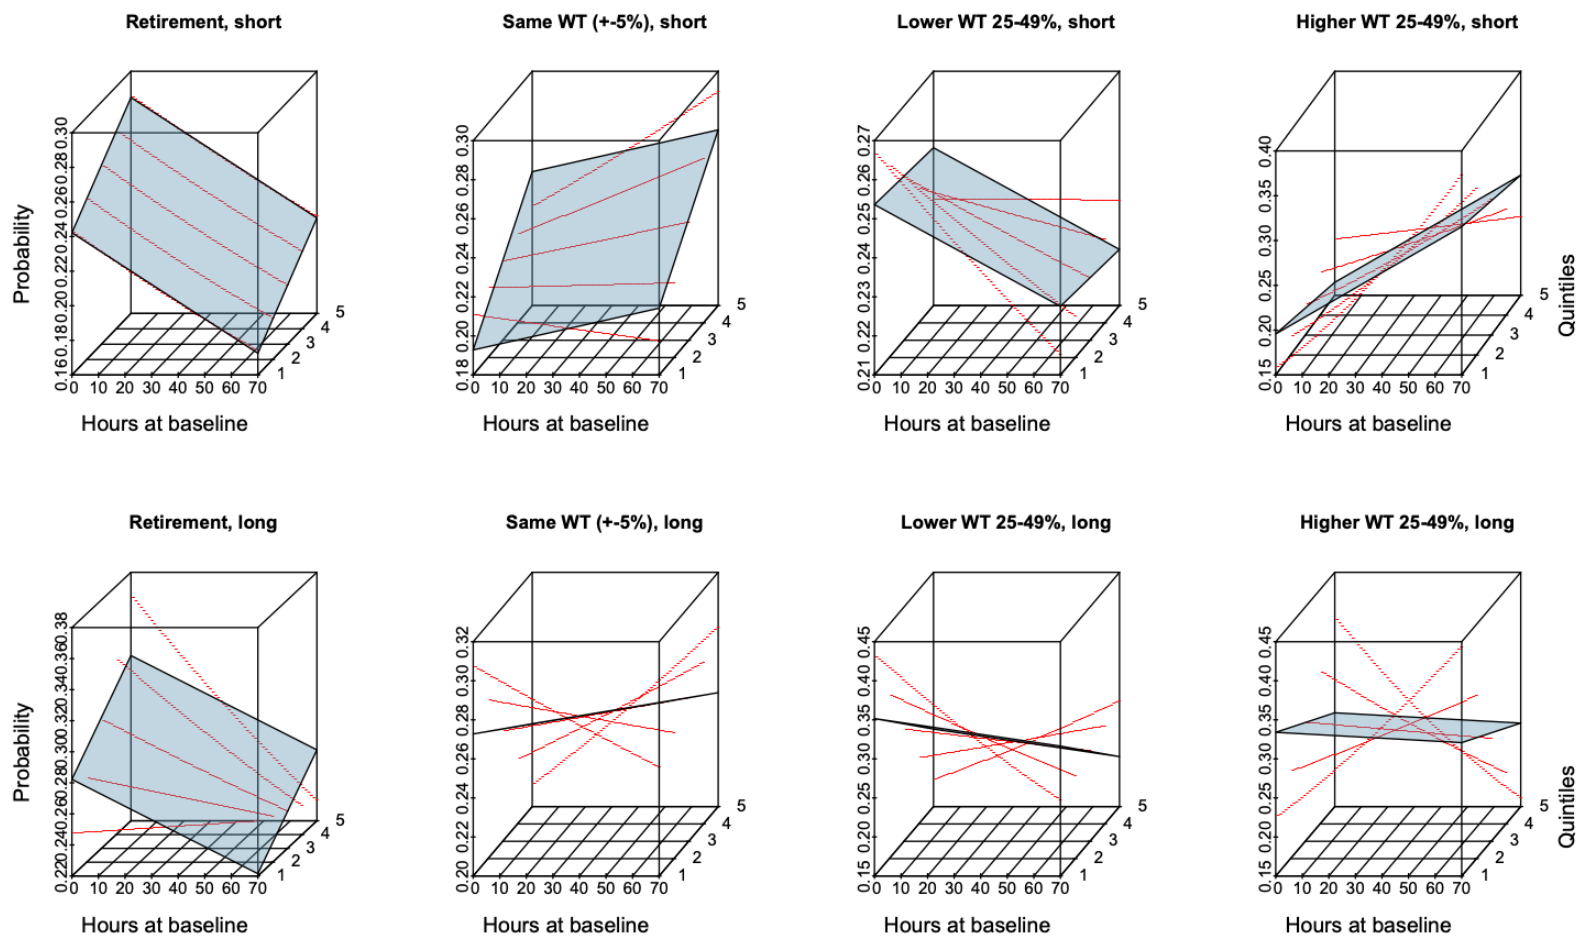 Retirement, short
Same WT (+-5%), short
Lower WT 25-49%, short
Higher WT 25-49%, short
Probability
0.16 0.18 0.20 0.22 0.24 0.26 0.28 0.30
0 10 20 30 40 50 60 70
1 2 3 4 5
Hours at baseline
0.18 0.20 0.22 0.24 0.26 0.28 0.30
0 10 20 30 40 50 60 70
1 2 3 4 5
Hours at baseline
0.21 0.22 0.23 0.24 0.25 0.26 0.27
0 10 20 30 40 50 60 70
1 2 3 4 5
Hours at baseline
0.15 0.20 0.25 0.30 0.35 0.40
0 10 20 30 40 50 60 70
1 2 3 4 5
Hours at baseline
Quintiles
Retirement, long
Same WT (+-5%), long
Lower WT 25-49%, long
Higher WT 25-49%, long
Probability
0.22 0.24 0.26 0.28 0.30 0.32 0.34 0.36 0.38
0 10 20 30 40 50 60 70
1 2 3 4 5
Hours at baseline
0.20 0.22 0.24 0.26 0.28 0.30 0.32
0 10 20 30 40 50 60 70
1 2 3 4 5
Hours at baseline
0.15 0.20 0.25 0.30 0.35 0.40 0.45
0 10 20 30 40 50 60 70
1 2 3 4 5
Hours at baseline
0.15 0.20 0.25 0.30 0.35 0.40 0.45
0 10 20 30 40 50 60 70
1 2 3 4 5
Hours at baseline
Quintiles